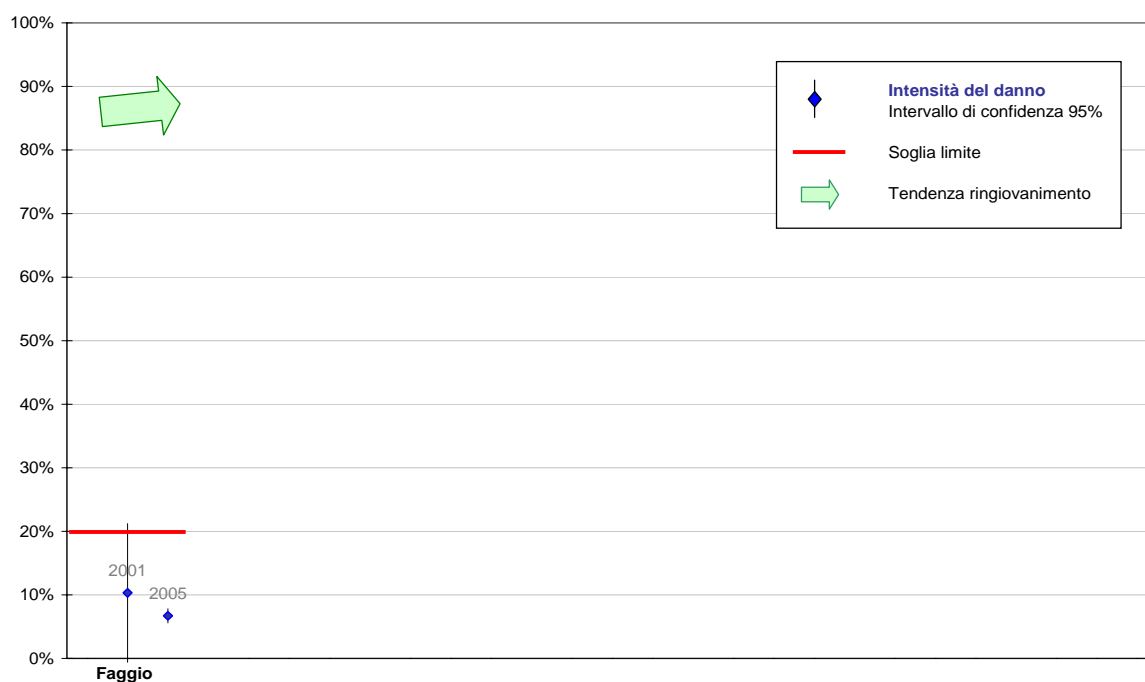 100%
90%
80%
70%
60%
50%
40%
30%
20%
10%
0%
Intensità del danno
Intervallo di confidenza 95%
Soglia limite
Tendenza ringiovanimento
2001
2005
Faggio